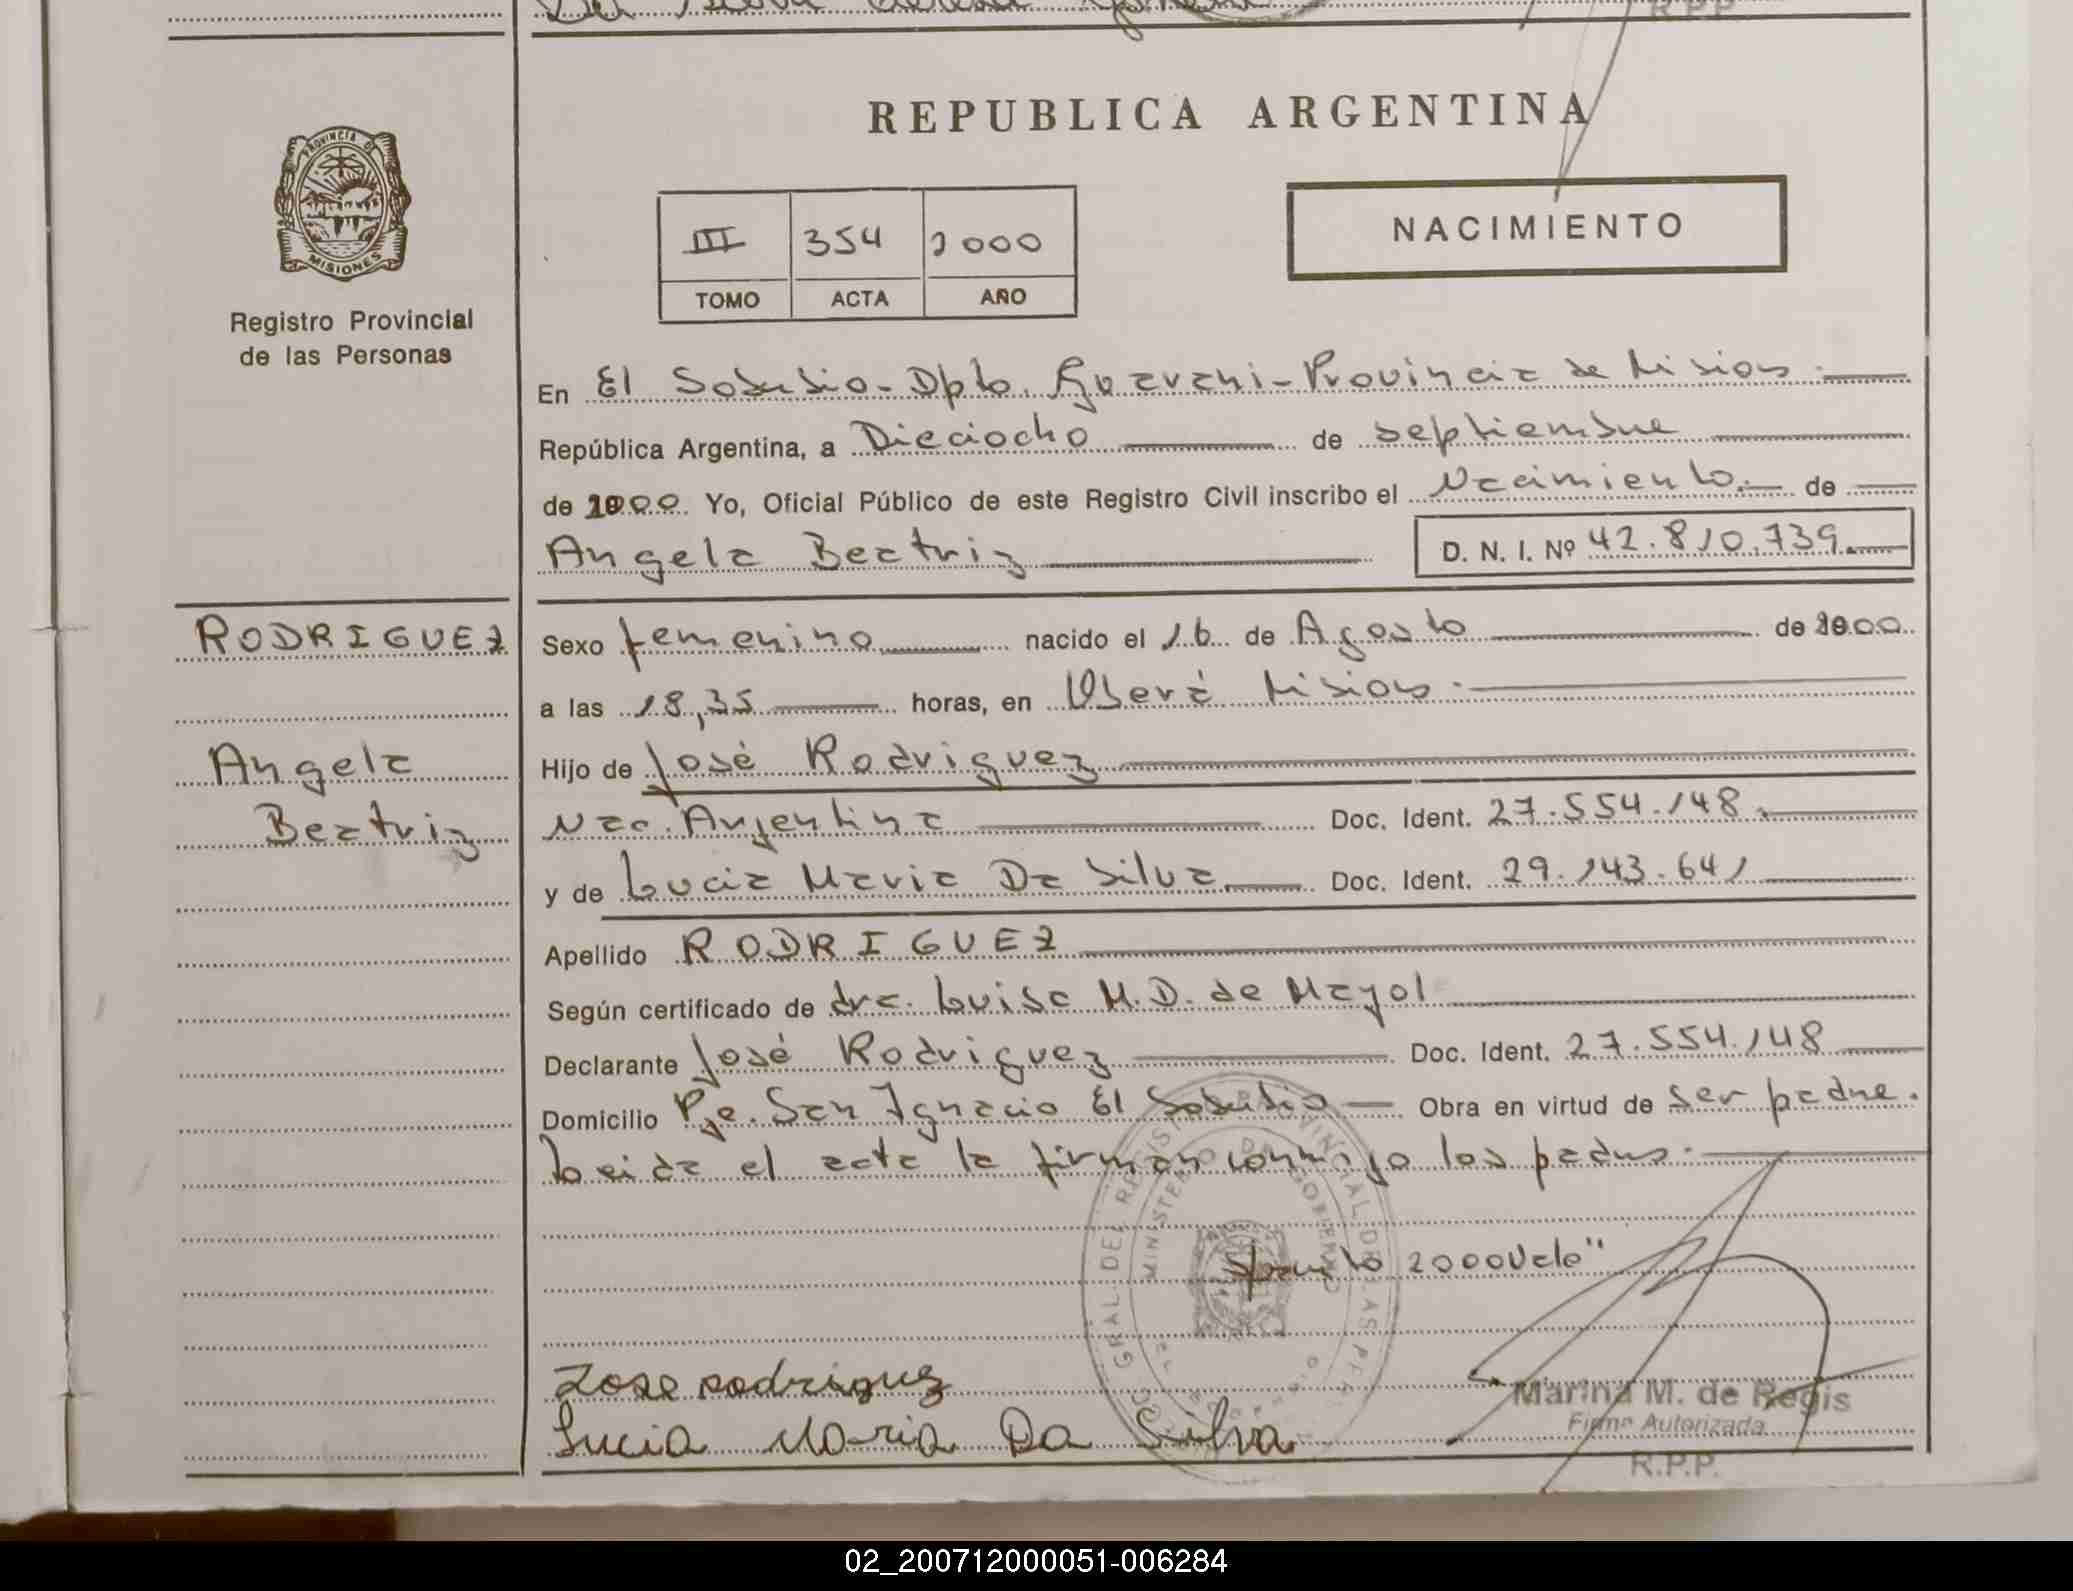 REPUBLICA ARGENTINA
PROVINCIA DE
MISIONES
Registro Provincial
de las Personas
III 354 2000
TOMO ACTA AÑO
NACIMIENTO
En El Soberbio - Dpto. Guarani - Provincia de Misiones.
República Argentina, a Dieciocho de septiembre
de 2000 Yo, Oficial Público de este Registro Civil inscribo el Nacimiento. de
Angela Beatriz D. N. I. Nº 42.810.739.
RODRIGUEZ
Angela
Beatriz
Sexo femenino nacido el 16 de Agosto de 2000
a las 18,35 horas, en Oberá Misiones.
Hijo de José Rodriguez
Nac. Argentina Doc. Ident. 27.554.148.
y de Lucia Maria Da Silva Doc. Ident. 29.143.641
Apellido RODRIGUEZ
Según certificado de dra. Luisa M. D. de Mayol
Declarante José Rodriguez Doc. Ident. 27.554.148
Domicilio Pje. San Ignacio El Soberbio Obra en virtud de ser padre.
Leida el acta la firman conmigo los padres.
2000 Vale"
Jose rodriguez
Lucia Maria Da Silva
Marina M. de Regis
Firma Autorizada
R.P.P.
02_200712000051-006284